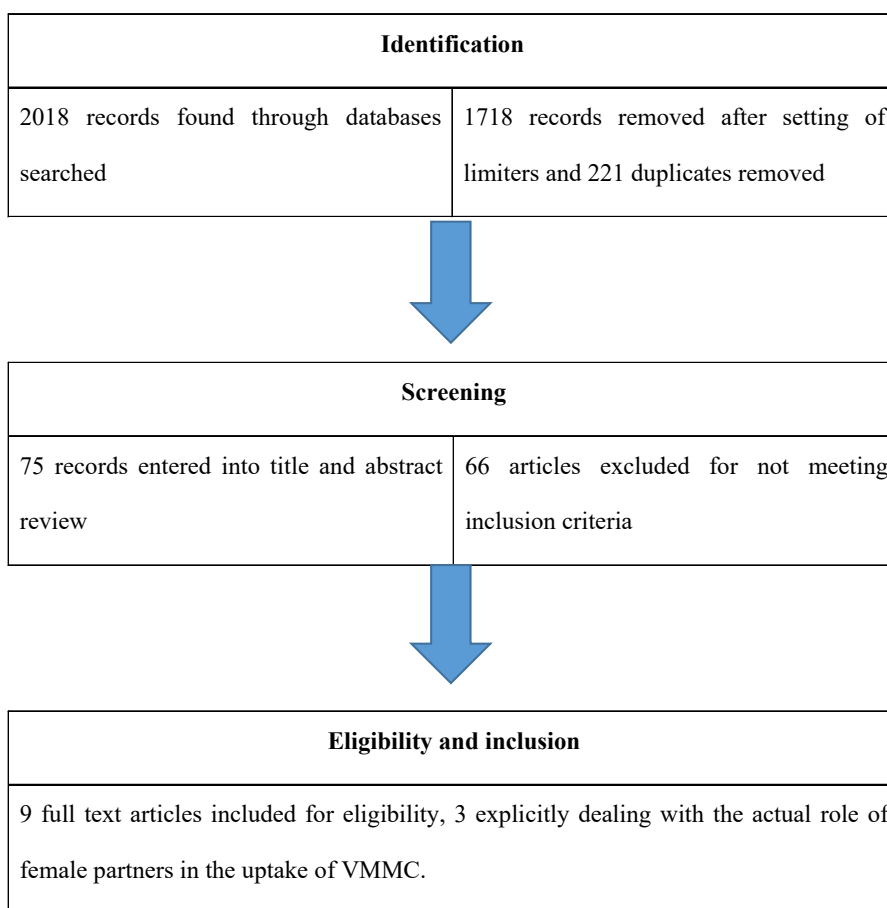 Identification
2018 records found through databases
searched
1718 records removed after setting of
limiters and 221 duplicates removed
Screening
75 records entered into title and abstract
review
66 articles excluded for not meeting
inclusion criteria
Eligibility and inclusion
9 full text articles included for eligibility, 3 explicitly dealing with the actual role of
female partners in the uptake of VMMC.